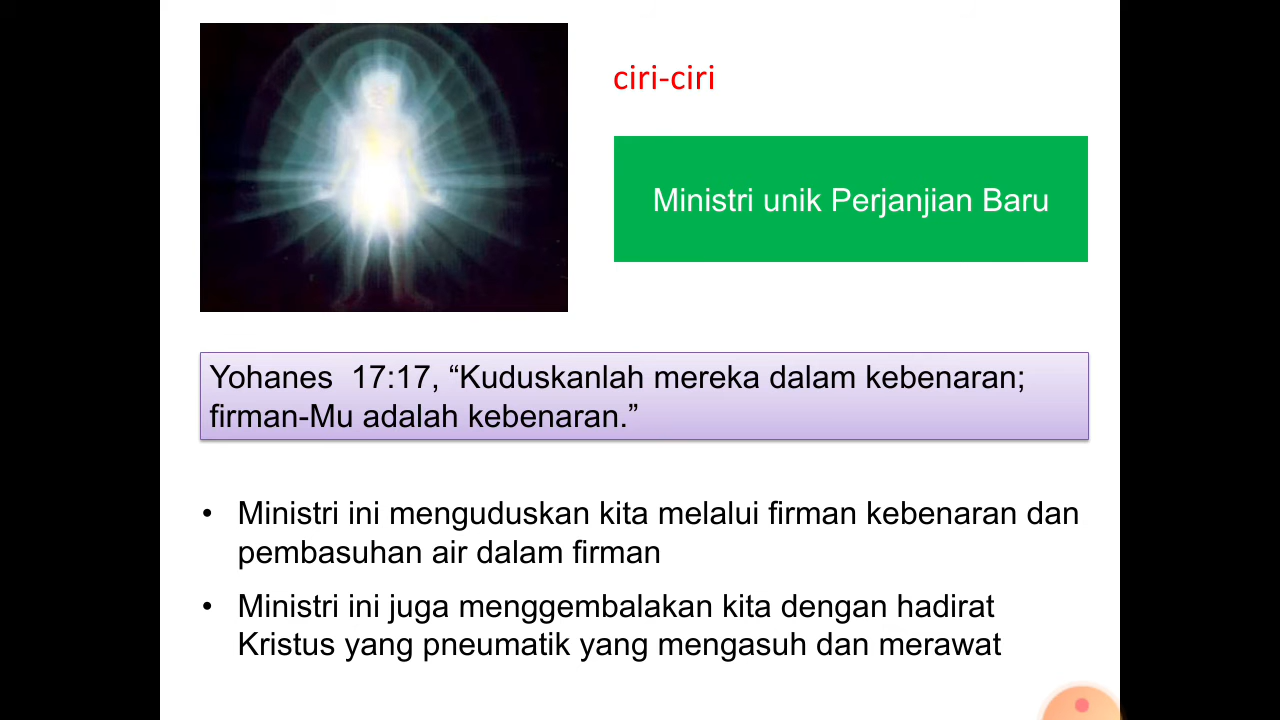 ciri-ciri
Ministri unik Perjanjian Baru
Yohanes  17:17, “Kuduskanlah mereka dalam kebenaran;
firman-Mu adalah kebenaran.”
• Ministri ini menguduskan kita melalui firman kebenaran dan
pembasuhan air dalam firman
• Ministri ini juga menggembalakan kita dengan hadirat
Kristus yang pneumatik yang mengasuh dan merawat